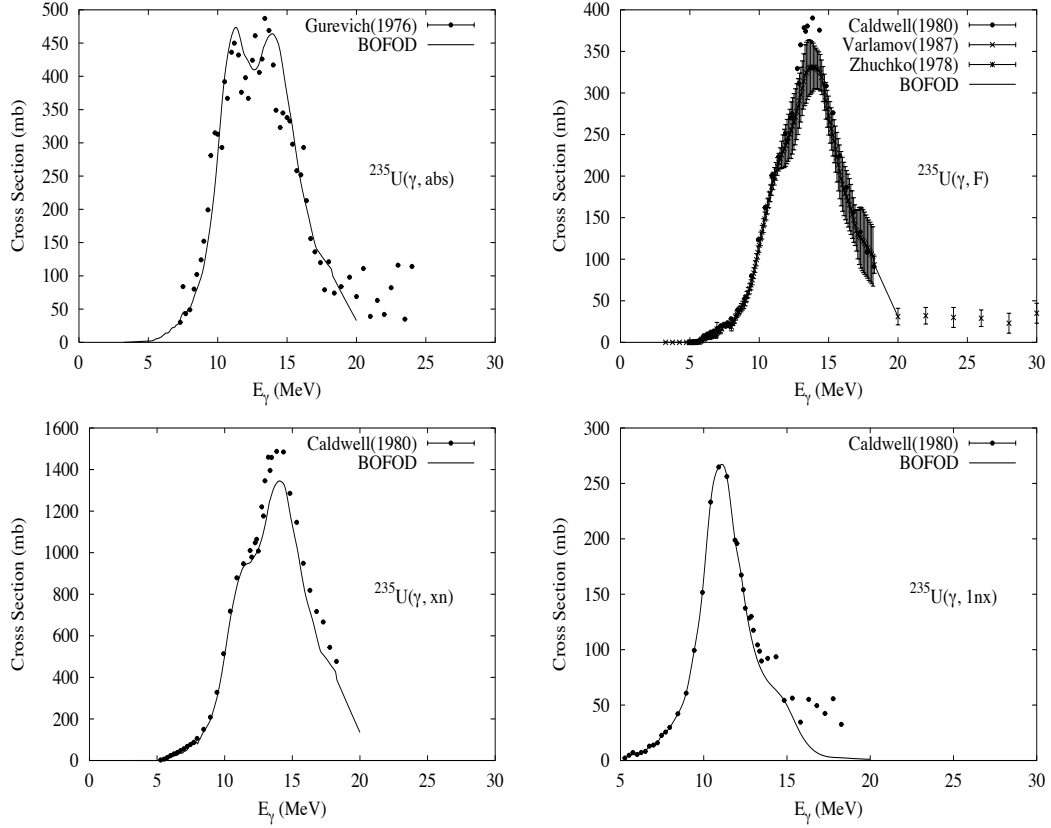 500
450
400
350
300
250
200
150
100
50
0
0 5 10 15 20 25 30
Cross Section (mb)
Eγ (MeV)
Gurevich(1976)
BOFOD
²³⁵U(γ, abs)
400
350
300
250
200
150
100
50
0
0 5 10 15 20 25 30
Cross Section (mb)
Eγ (MeV)
Caldwell(1980)
Varlamov(1987)
Zhuchko(1978)
BOFOD
²³⁵U(γ, F)
1600
1400
1200
1000
800
600
400
200
0
0 5 10 15 20 25 30
Cross Section (mb)
Eγ (MeV)
Caldwell(1980)
BOFOD
²³⁵U(γ, xn)
300
250
200
150
100
50
0
5 10 15 20 25 30
Cross Section (mb)
Eγ (MeV)
Caldwell(1980)
BOFOD
²³⁵U(γ, 1nx)